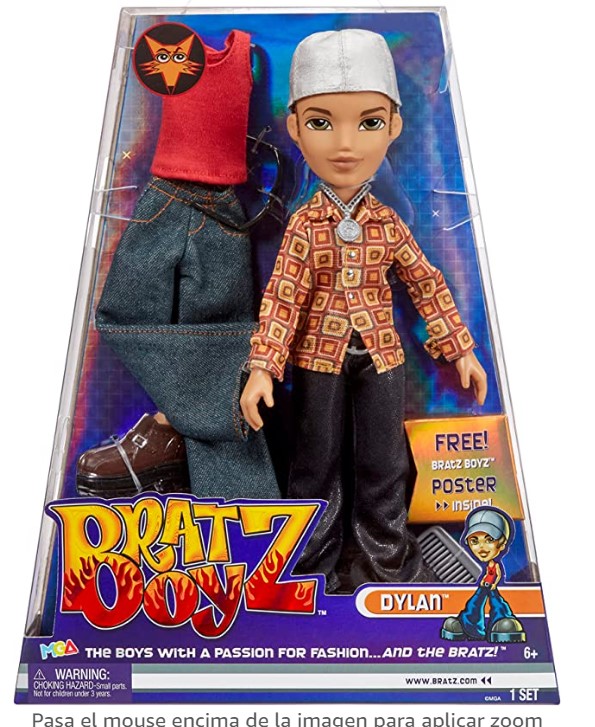 FREE!
BRATZ BOYZ™
POSTER
INSIDE!
BRATZ
BOYZ™
DYLAN™
MGA THE BOYS WITH A PASSION FOR FASHION...AND THE BRATZ!™ 6+
WARNING:
CHOKING HAZARD-Small parts.
Not for children under 3 years.
www.BRATZ.com
©MGA 1 SET
Pasa el mouse encima de la imagen para aplicar zoom